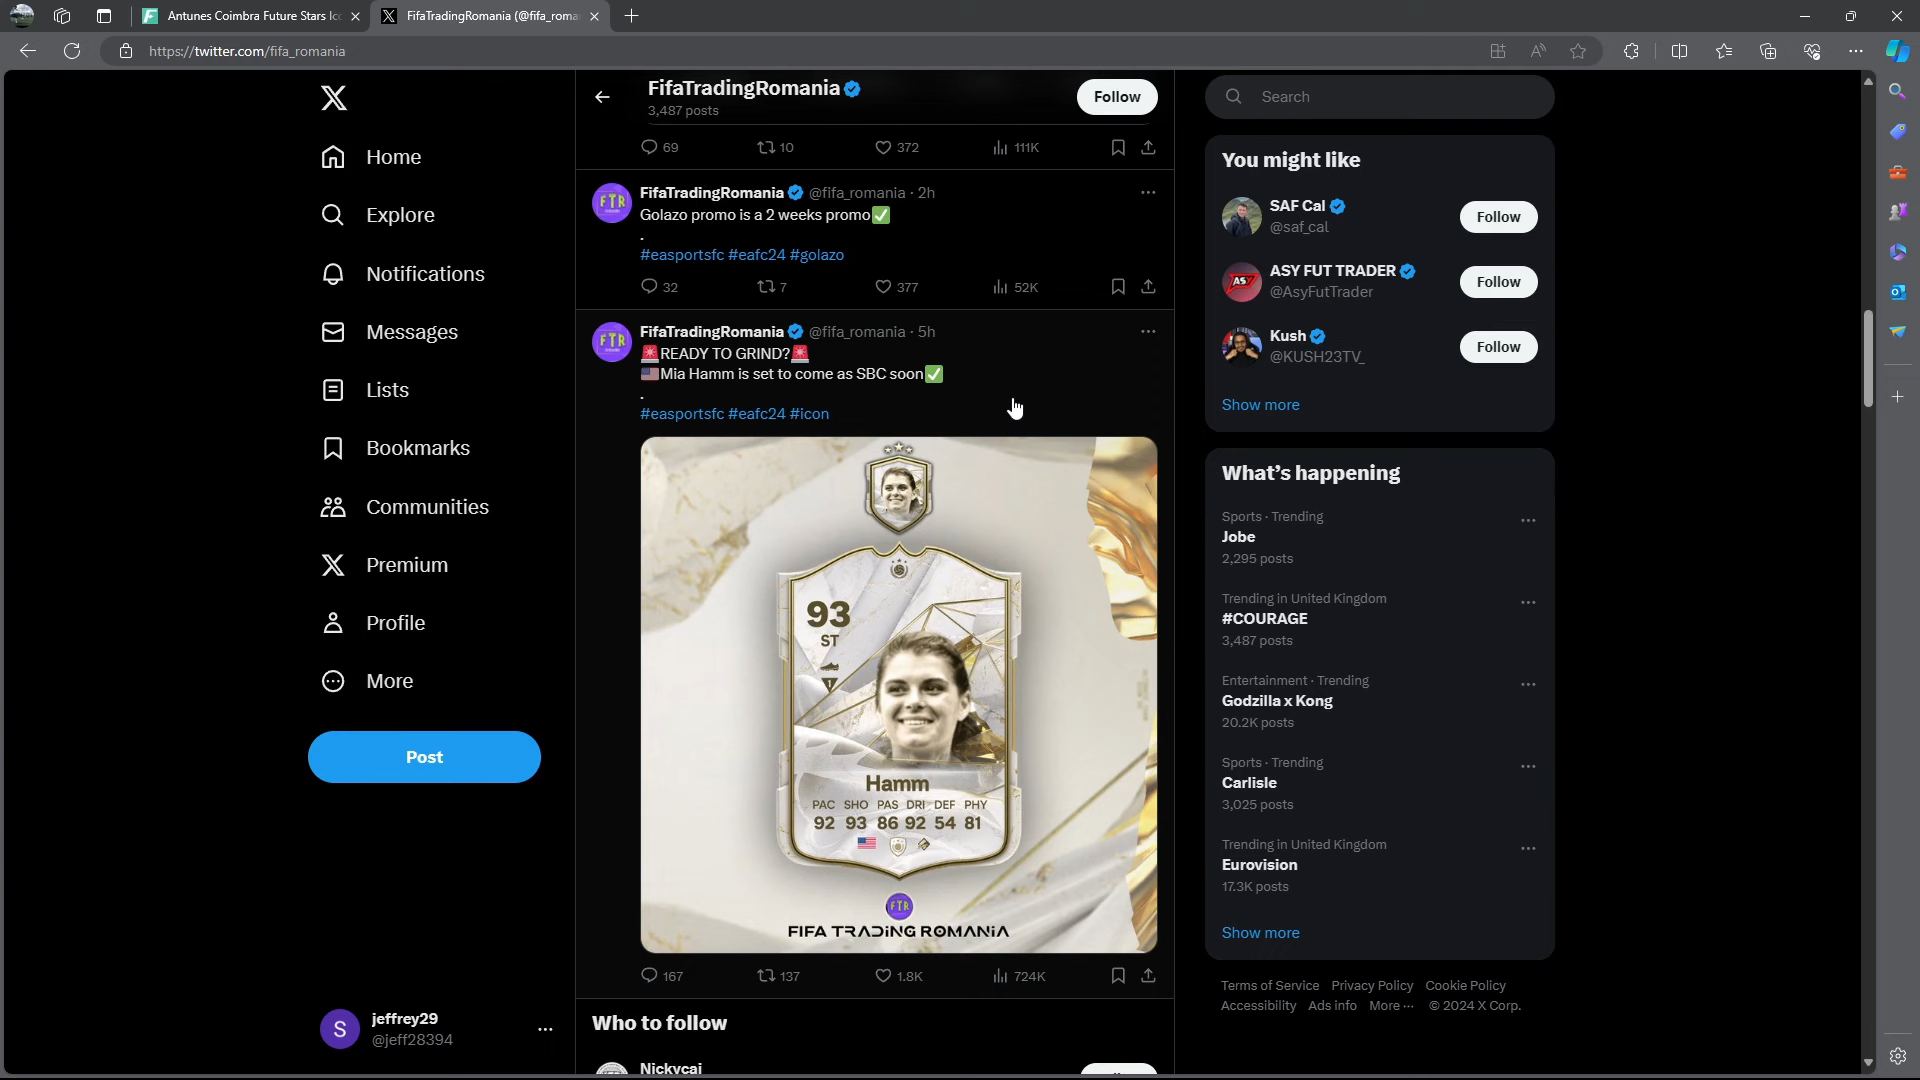 Antunes Coimbra Future Stars Ic
FifaTradingRomania (@fifa_roma
https://twitter.com/fifa_romania
Home
Explore
Notifications
Messages
Lists
Bookmarks
Communities
Premium
Profile
More
Post
jeffrey29
@jeff28394
S
FifaTradingRomania
3,487 posts
Follow
69 10 372 111K
FifaTradingRomania @fifa_romania · 2h
Golazo promo is a 2 weeks promo✅
.
#easportsfc #eafc24 #golazo
32 7 377 52K
FifaTradingRomania @fifa_romania · 5h
🚨READY TO GRIND?🚨
🇺🇸Mia Hamm is set to come as SBC soon✅
.
#easportsfc #eafc24 #icon
93
ST
1
Hamm
PAC SHO PAS DRI DEF PHY
92 93 86 92 54 81
FTR
FIFA TRADING ROMANIA
167 137 1.8K 724K
Who to follow
Nickycai
Search
You might like
SAF Cal
@saf_cal
Follow
ASY FUT TRADER
@AsyFutTrader
Follow
Kush
@KUSH23TV_
Follow
Show more
What's happening
Sports · Trending
Jobe
2,295 posts
Trending in United Kingdom
#COURAGE
3,487 posts
Entertainment · Trending
Godzilla x Kong
20.2K posts
Sports · Trending
Carlisle
3,025 posts
Trending in United Kingdom
Eurovision
17.3K posts
Show more
Terms of Service Privacy Policy Cookie Policy
Accessibility Ads info More ··· © 2024 X Corp.